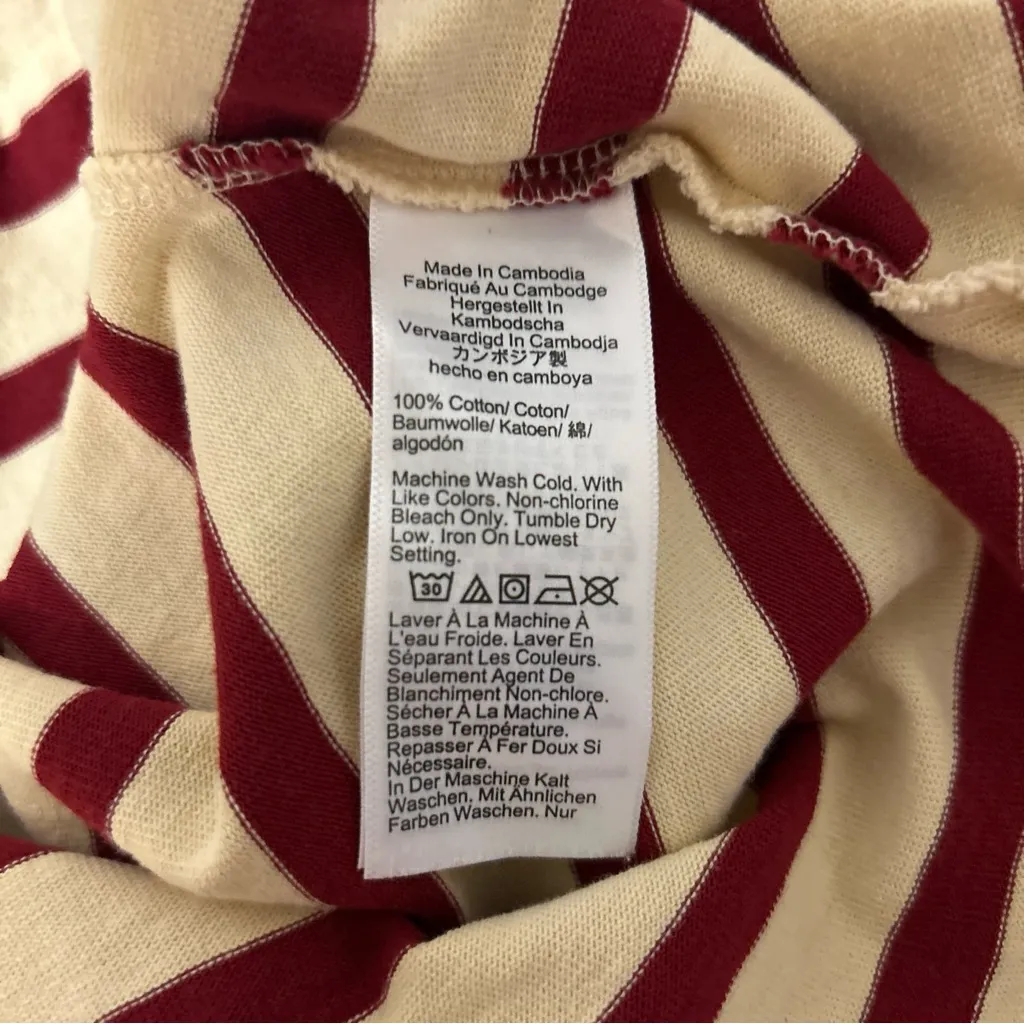 Made In Cambodia
Fabriqué Au Cambodge
Hergestellt In
Kambodscha
Vervaardigd In Cambodja
カンボジア製
hecho en camboya
100% Cotton/ Coton/
Baumwolle/ Katoen/ 綿/
algodón
Machine Wash Cold. With
Like Colors. Non-chlorine
Bleach Only. Tumble Dry
Low. Iron On Lowest
Setting.
30
Laver À La Machine À
L'eau Froide. Laver En
Séparant Les Couleurs.
Seulement Agent De
Blanchiment Non-chlore.
Sécher À La Machine À
Basse Température.
Repasser À Fer Doux Si
Nécessaire.
In Der Maschine Kalt
Waschen. Mit Ähnlichen
Farben Waschen. Nur